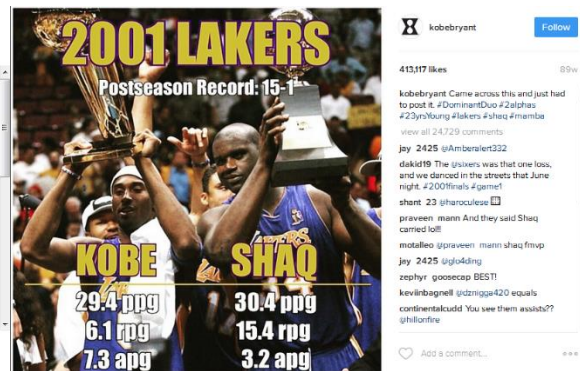 2001 LAKERS
Postseason Record: 15-1
KOBE
SHAQ
29.4 ppg
30.4 ppg
6.1 rpg
15.4 rpg
7.3 apg
3.2 apg
kobebryant
Follow
413,117 likes
89w
kobebryant Came across this and just had
to post it. #DominantDuo #2alphas
#23yrsYoung #lakers #shaq #mamba
view all 24,729 comments
jay_2425 @Amberalert332
dakid19 The @sixers was that one loss,
and we danced in the streets that June
night. #2001finals #game1
shant_23 @haroculese
praveen_mann And they said Shaq
carried lol!!
motalleo @praveen_mann shaq fmvp
jay_2425 @glo4ding
zephyr_goosecap BEST!
keviinbagnell @dznigga420 equals
continentalcudd You see them assists??
@hillonfire
Add a comment...